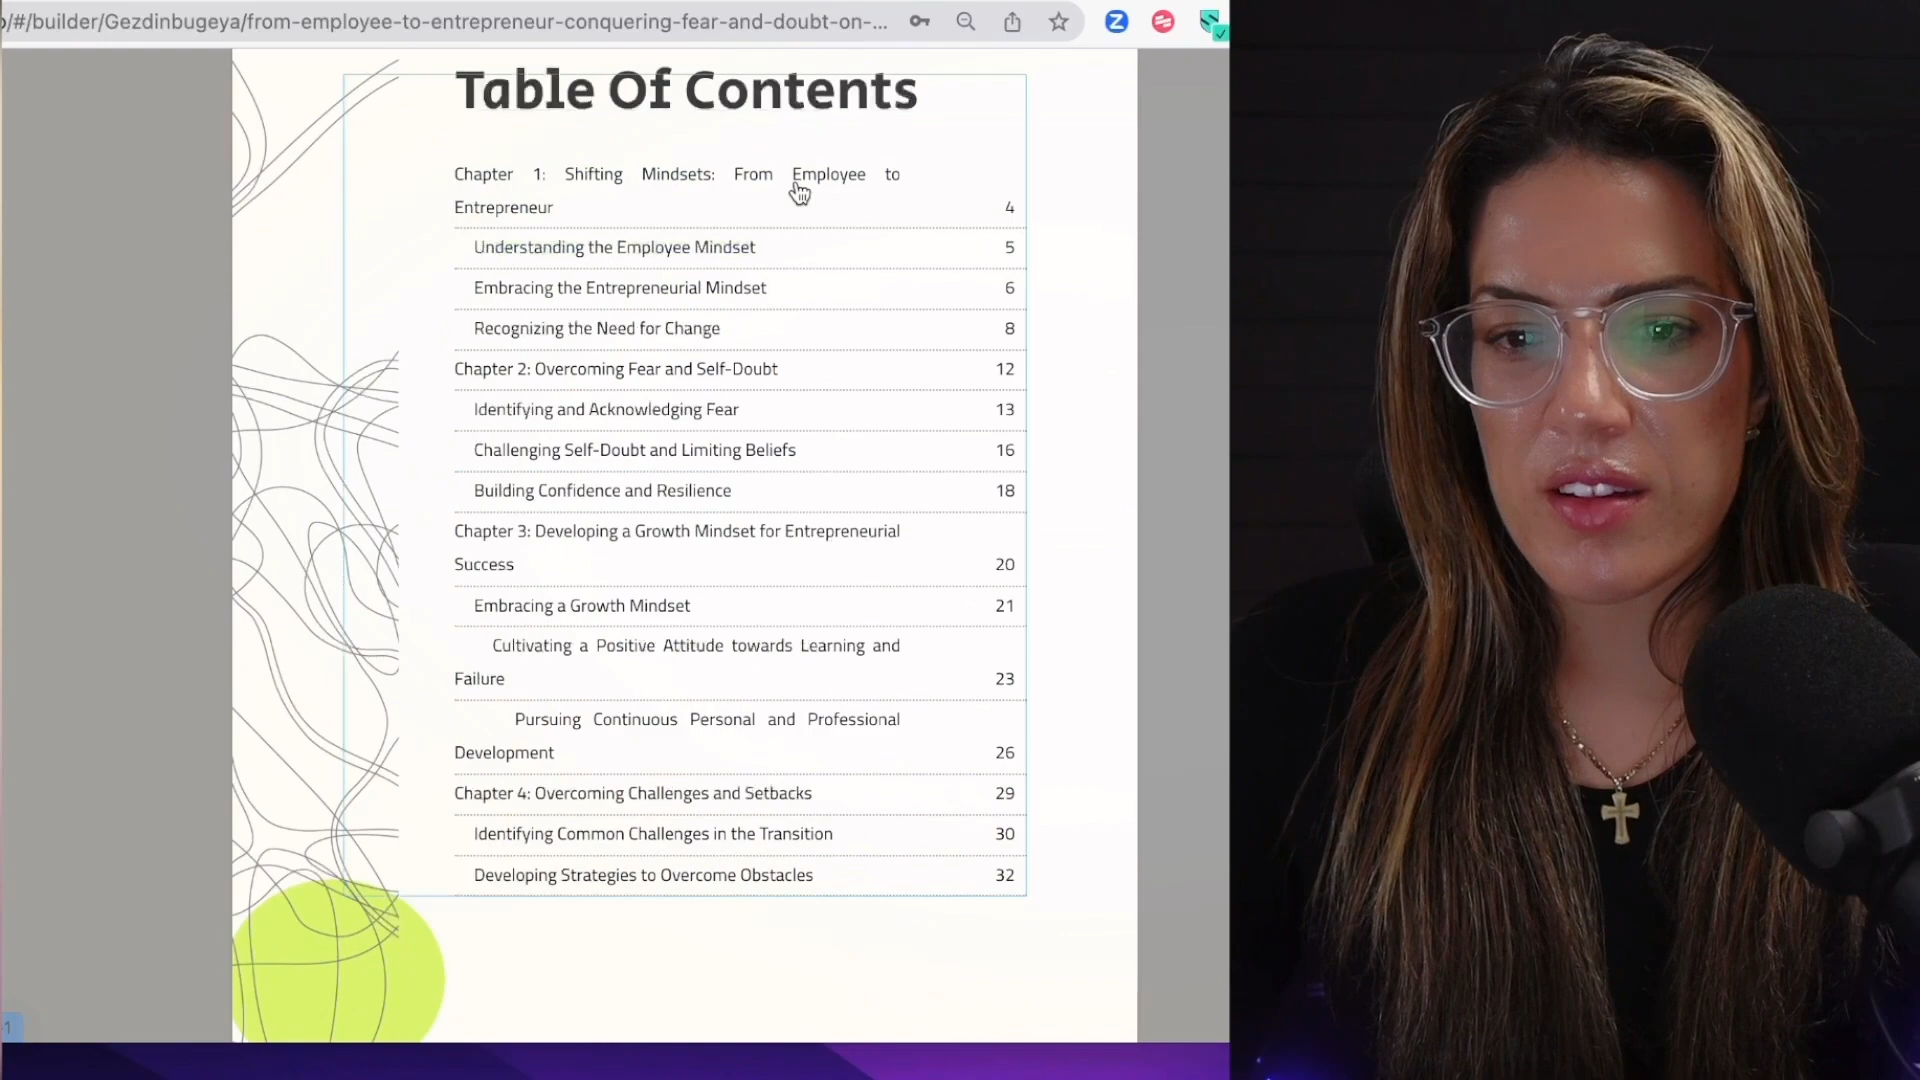 /#/builder/Gezdinbugeya/from-employee-to-entrepreneur-conquering-fear-and-doubt-on-...
Table Of Contents
Chapter 1: Shifting Mindsets: From Employee to
Entrepreneur 4
Understanding the Employee Mindset 5
Embracing the Entrepreneurial Mindset 6
Recognizing the Need for Change 8
Chapter 2: Overcoming Fear and Self-Doubt 12
Identifying and Acknowledging Fear 13
Challenging Self-Doubt and Limiting Beliefs 16
Building Confidence and Resilience 18
Chapter 3: Developing a Growth Mindset for Entrepreneurial
Success 20
Embracing a Growth Mindset 21
Cultivating a Positive Attitude towards Learning and
Failure 23
Pursuing Continuous Personal and Professional
Development 26
Chapter 4: Overcoming Challenges and Setbacks 29
Identifying Common Challenges in the Transition 30
Developing Strategies to Overcome Obstacles 32